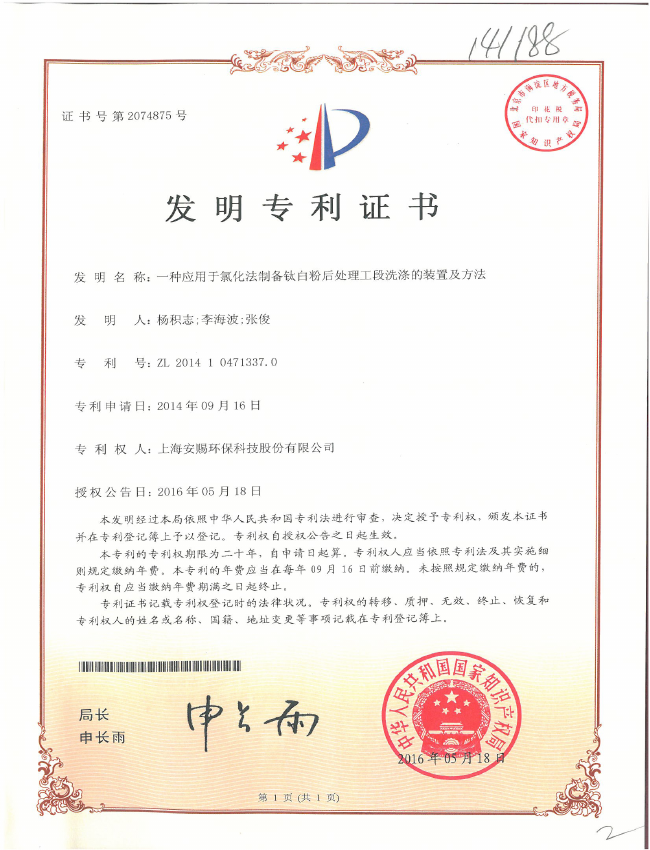 141188
证书号第2074875号
北京市海淀区地方税务局
印花税
代扣专用章
国家知识产权局
发明专利证书
发明名称：一种应用于氯化法制备钛白粉后处理工段洗涤的装置及方法
发明人：杨积志;李海波;张俊
专利号：ZL 2014 1 0471337.0
专利申请日：2014年09月16日
专利权人：上海安赐环保科技股份有限公司
授权公告日：2016年05月18日
本发明经过本局依照中华人民共和国专利法进行审查，决定授予专利权，颁发本证书
并在专利登记簿上予以登记。专利权自授权公告之日起生效。
本专利的专利权期限为二十年，自申请日起算。专利权人应当依照专利法及其实施细
则规定缴纳年费。本专利的年费应当在每年09月16日前缴纳。未按照规定缴纳年费的，
专利权自应当缴纳年费期满之日起终止。
专利证书记载专利权登记时的法律状况。专利权的转移、质押、无效、终止、恢复和
专利权人的姓名或名称、国籍、地址变更等事项记载在专利登记簿上。
局长
申长雨
申长雨
中华人民共和国国家知识产权局
2016年05月18日
第1页(共1页)
2